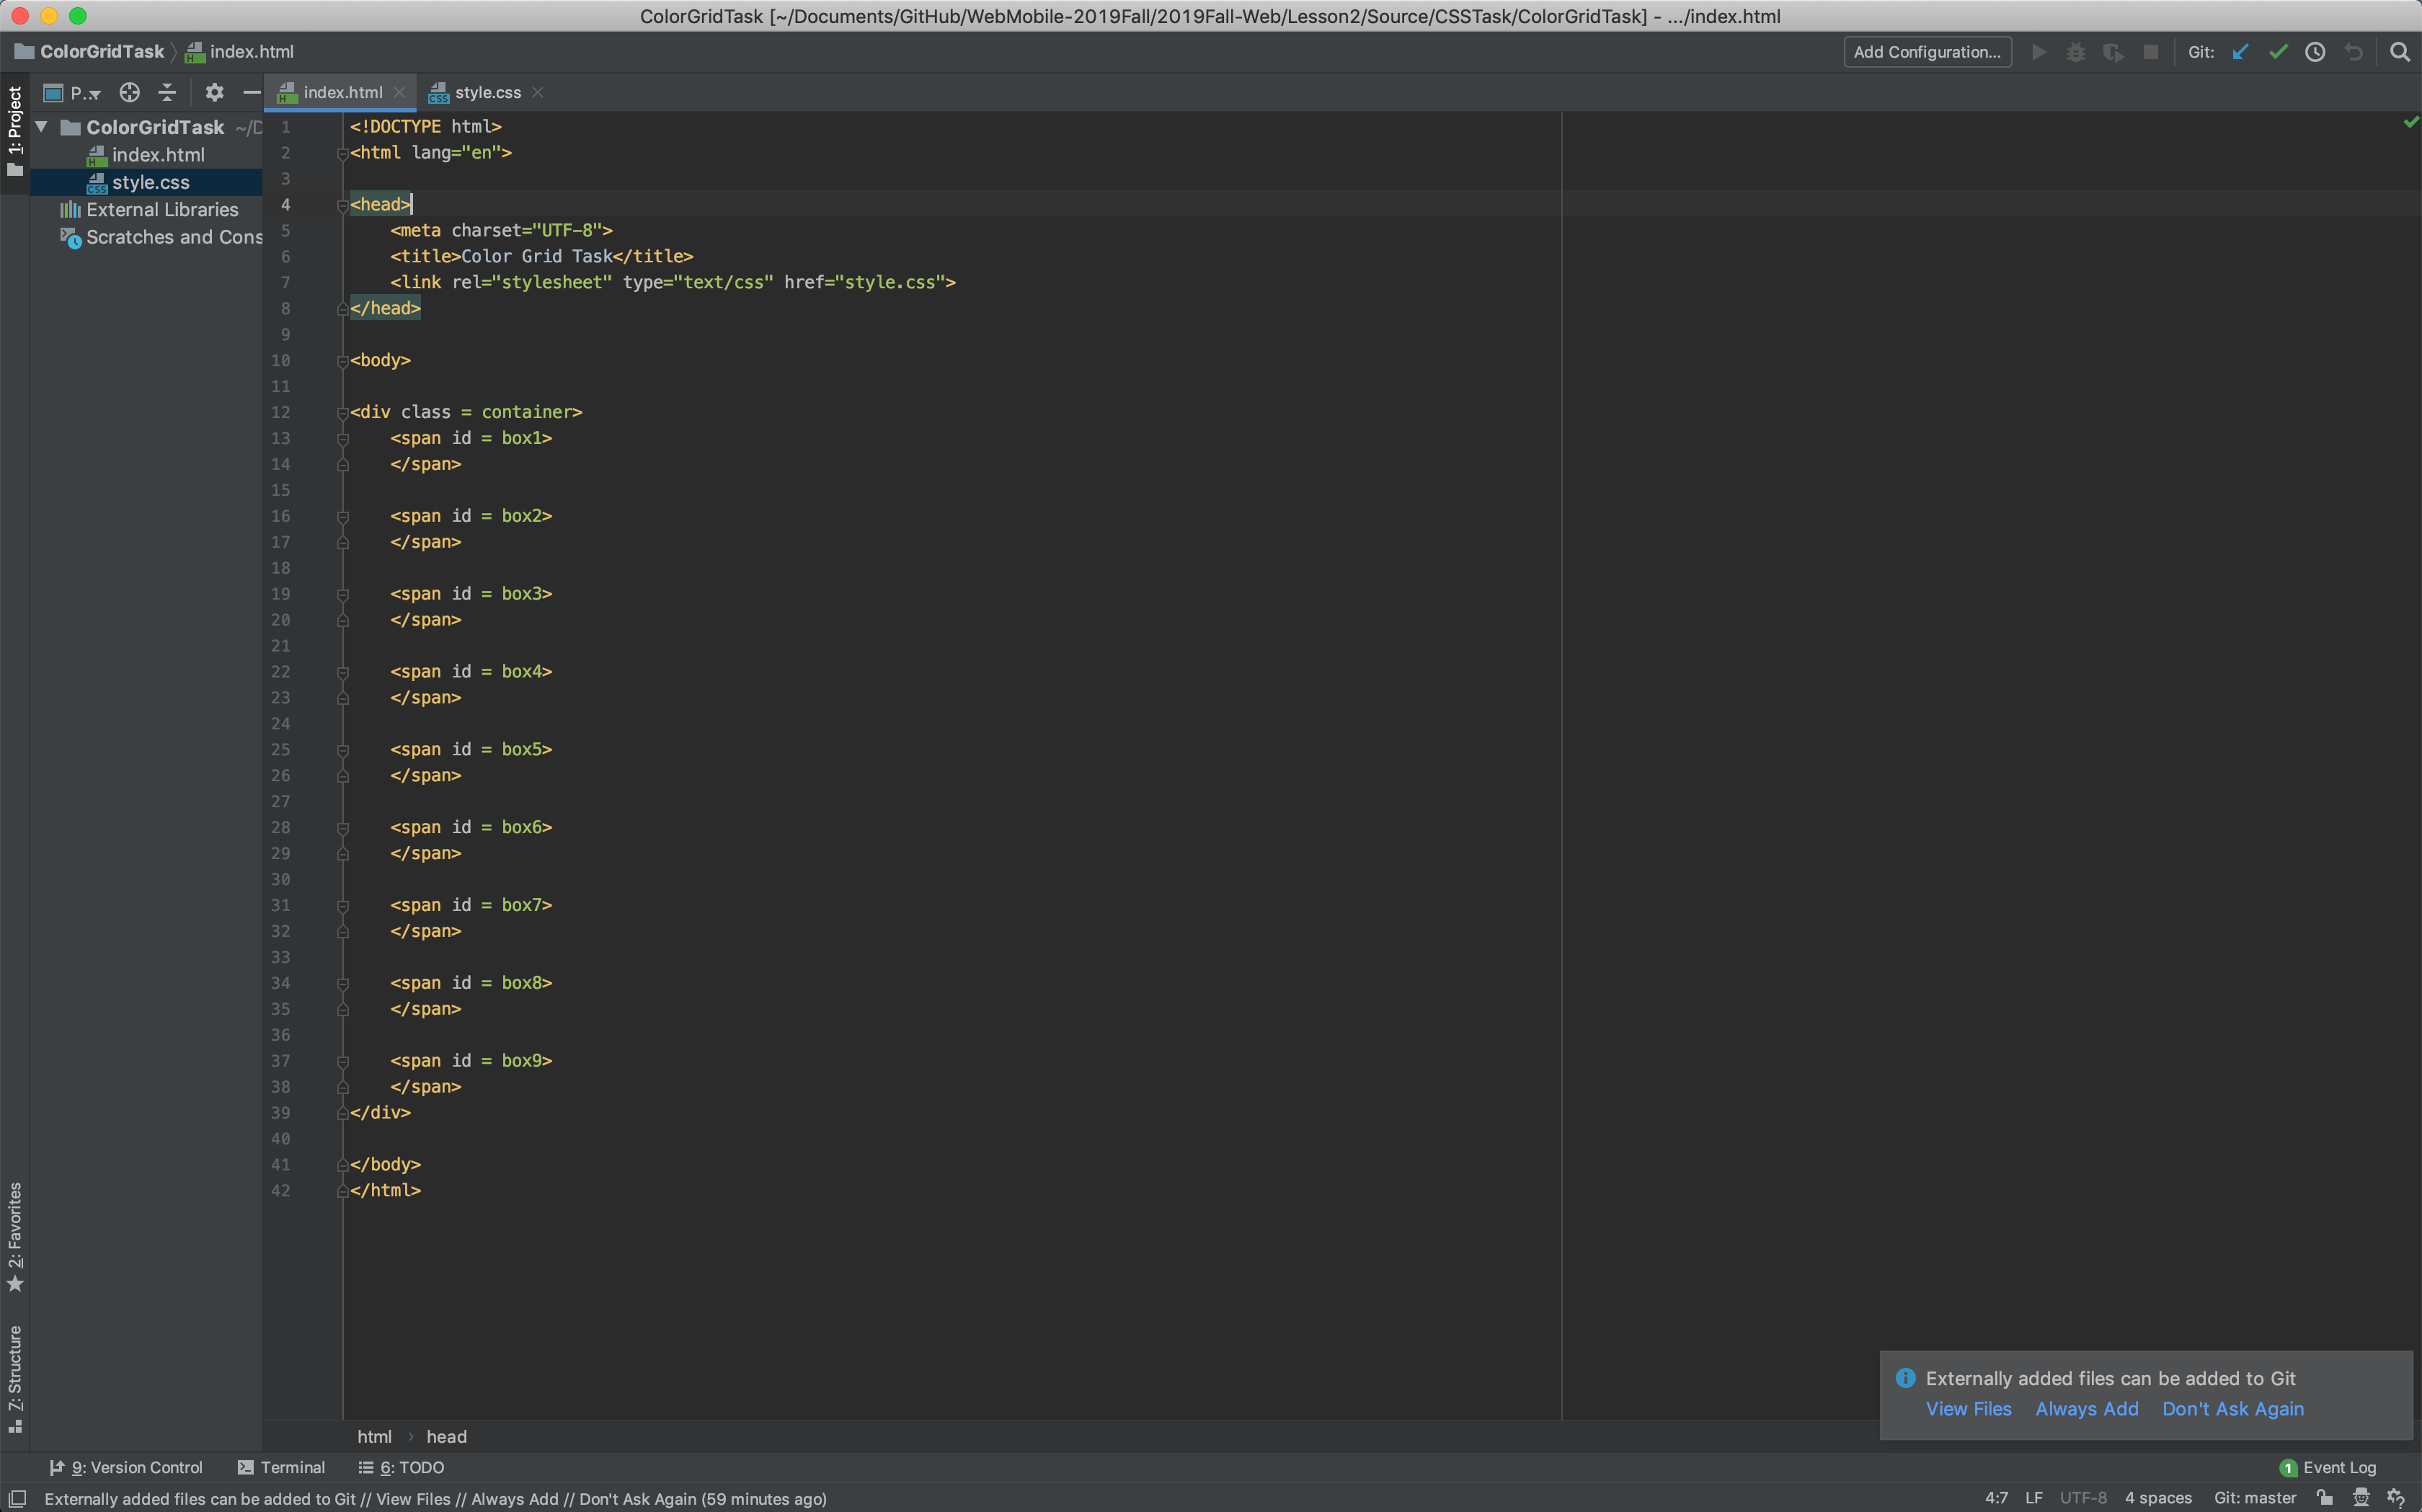 ColorGridTask [~/Documents/GitHub/WebMobile-2019Fall/2019Fall-Web/Lesson2/Source/CSSTask/ColorGridTask] - .../index.html
ColorGridTask index.html Add Configuration... Git:
1: Project P.. index.html style.css
ColorGridTask ~/D
index.html
style.css
External Libraries
Scratches and Cons
1 <!DOCTYPE html>
2 <html lang="en">
3
4 <head>
5 <meta charset="UTF-8">
6 <title>Color Grid Task</title>
7 <link rel="stylesheet" type="text/css" href="style.css">
8 </head>
9
10 <body>
11
12 <div class = container>
13 <span id = box1>
14 </span>
15
16 <span id = box2>
17 </span>
18
19 <span id = box3>
20 </span>
21
22 <span id = box4>
23 </span>
24
25 <span id = box5>
26 </span>
27
28 <span id = box6>
29 </span>
30
31 <span id = box7>
32 </span>
33
34 <span id = box8>
35 </span>
36
37 <span id = box9>
38 </span>
39 </div>
40
41 </body>
42 </html>
2: Favorites
7: Structure
Externally added files can be added to Git
View Files Always Add Don't Ask Again
html head
9: Version Control Terminal 6: TODO 1 Event Log
Externally added files can be added to Git // View Files // Always Add // Don't Ask Again (59 minutes ago) 4:7 LF UTF-8 4 spaces Git: master